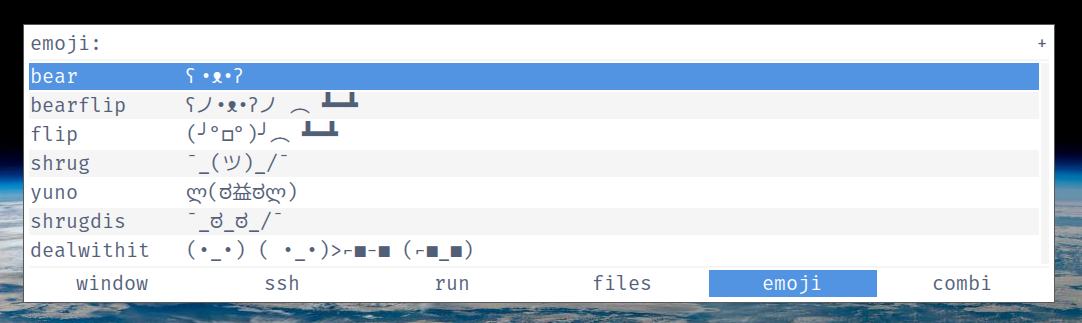 emoji: +
bear ʕ •ᴥ•ʔ
bearflip ʕノ•ᴥ•ʔノ ︵ ┻━┻
flip (╯°□°)╯︵ ┻━┻
shrug ¯_(ツ)_/¯
yuno ლ(ಠ益ಠლ)
shrugdis ¯_ಠ_ಠ_/¯
dealwithit (•_•) ( •_•)>⌐■-■ (⌐■_■)
window ssh run files emoji combi